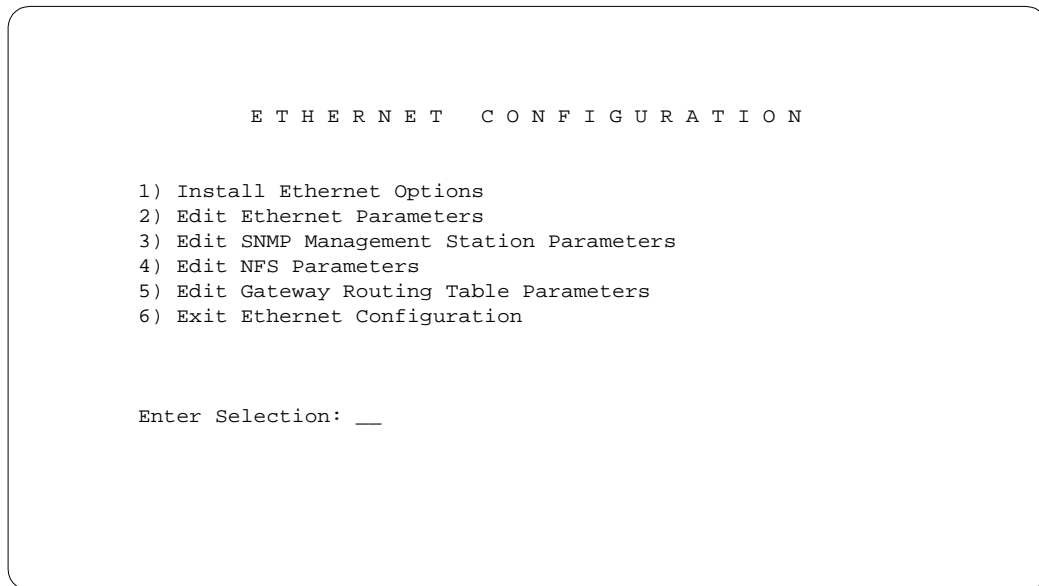 E T H E R N E T   C O N F I G U R A T I O N
1) Install Ethernet Options
2) Edit Ethernet Parameters
3) Edit SNMP Management Station Parameters
4) Edit NFS Parameters
5) Edit Gateway Routing Table Parameters
6) Exit Ethernet Configuration
Enter Selection: __